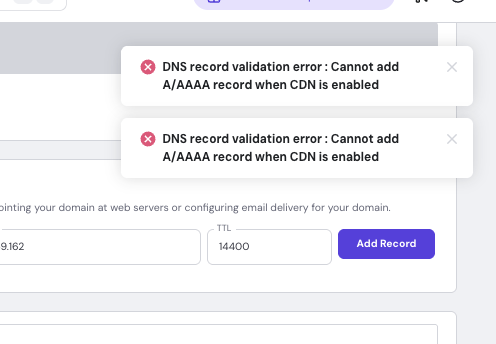 DNS record validation error : Cannot add
A/AAAA record when CDN is enabled
DNS record validation error : Cannot add
A/AAAA record when CDN is enabled
ointing your domain at web servers or configuring email delivery for your domain.
TTL
9.162
14400
Add Record